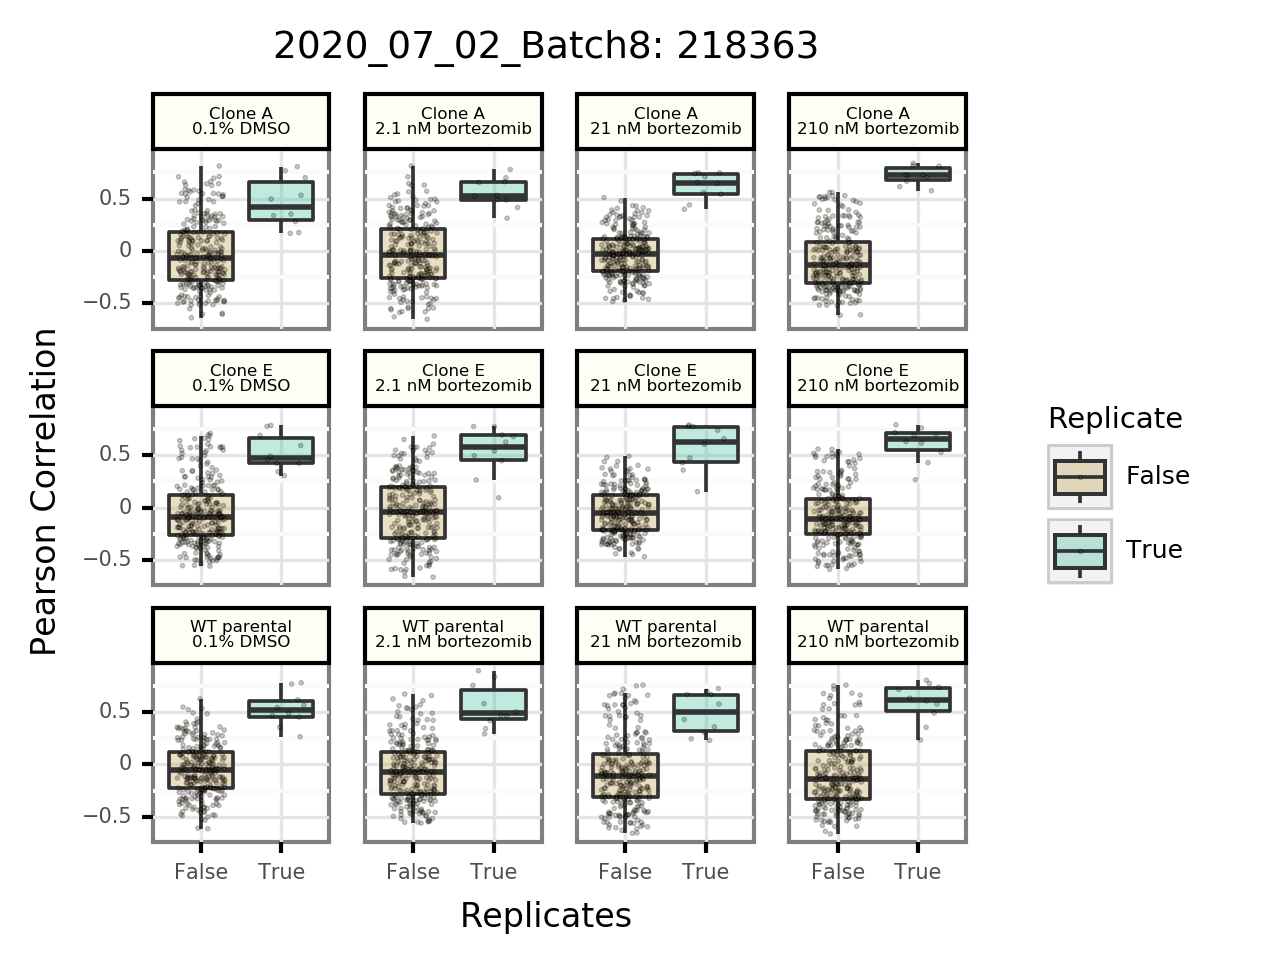 2020_07_02_Batch8: 218363
Clone A
0.1% DMSO
Clone A
2.1 nM bortezomib
Clone A
21 nM bortezomib
Clone A
210 nM bortezomib
0.5
0
−0.5
Clone E
0.1% DMSO
Clone E
2.1 nM bortezomib
Clone E
21 nM bortezomib
Clone E
210 nM bortezomib
0.5
0
−0.5
WT parental
0.1% DMSO
WT parental
2.1 nM bortezomib
WT parental
21 nM bortezomib
WT parental
210 nM bortezomib
0.5
0
−0.5
False True
False True
False True
False True
Replicates
Pearson Correlation
Replicate
False
True